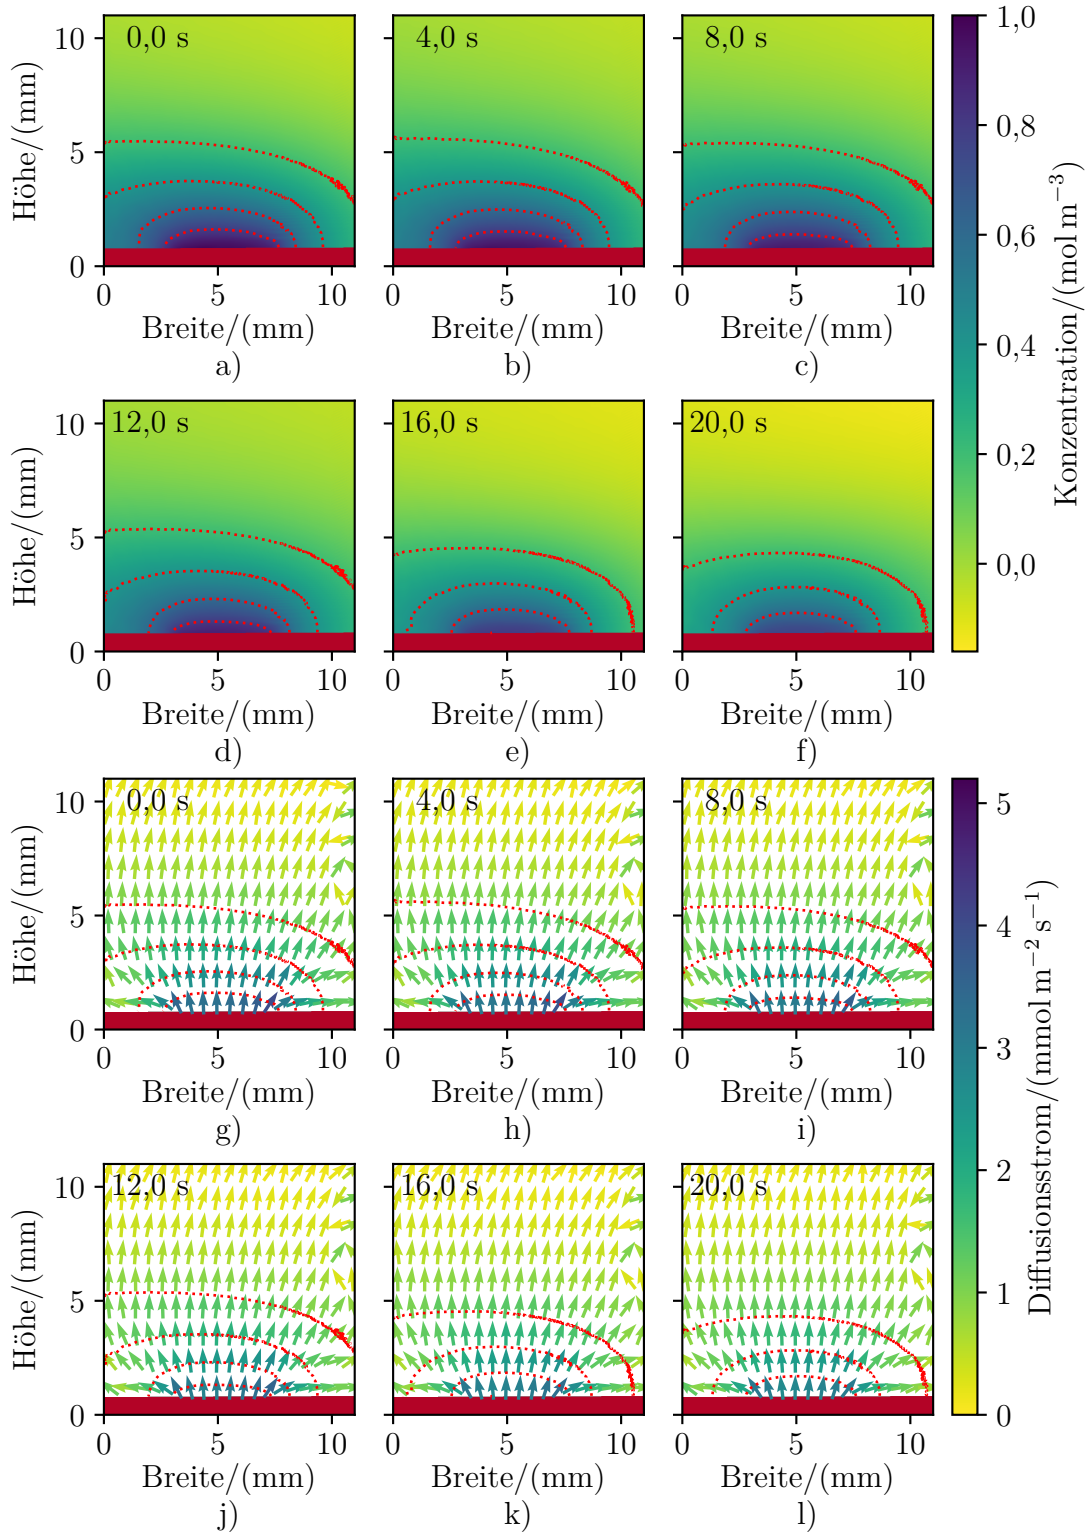 0,0 s
4,0 s
8,0 s
10
5
0
Höhe/(mm)
0 5 10
0 5 10
0 5 10
Breite/(mm)
Breite/(mm)
Breite/(mm)
a)
b)
c)
12,0 s
16,0 s
20,0 s
10
5
0
Höhe/(mm)
0 5 10
0 5 10
0 5 10
Breite/(mm)
Breite/(mm)
Breite/(mm)
d)
e)
f)
1,0
0,8
0,6
0,4
0,2
0,0
Konzentration/(mol m⁻³)
0,0 s
4,0 s
8,0 s
10
5
0
Höhe/(mm)
0 5 10
0 5 10
0 5 10
Breite/(mm)
Breite/(mm)
Breite/(mm)
g)
h)
i)
12,0 s
16,0 s
20,0 s
10
5
0
Höhe/(mm)
0 5 10
0 5 10
0 5 10
Breite/(mm)
Breite/(mm)
Breite/(mm)
j)
k)
l)
5
4
3
2
1
0
Diffusionsstrom/(mmol m⁻² s⁻¹)